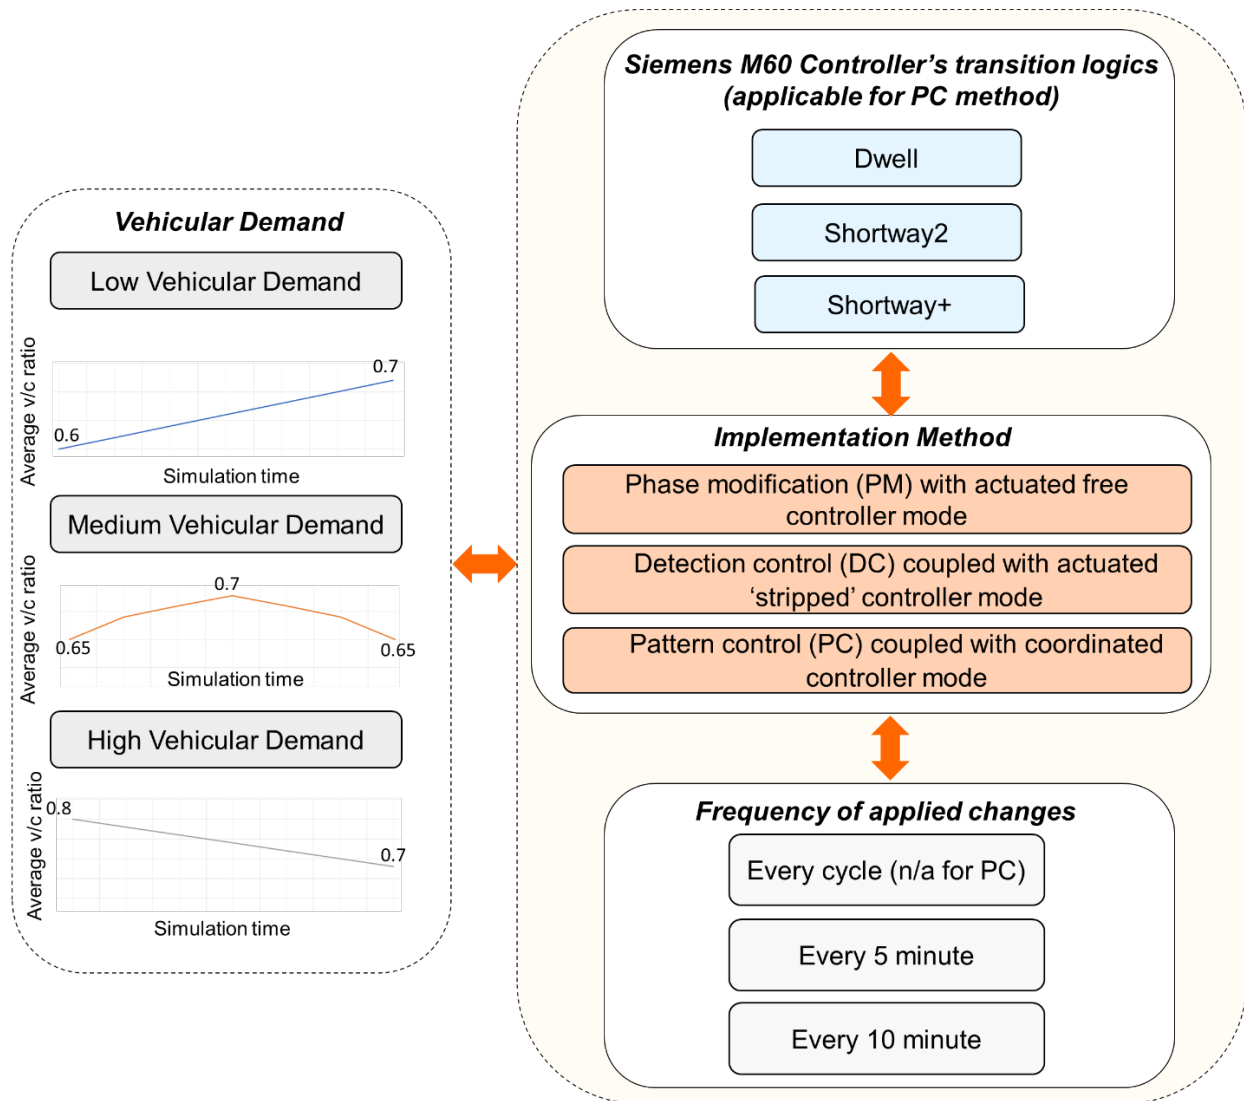 Vehicular Demand
Low Vehicular Demand
Average v/c ratio
0.6
0.7
Simulation time
Medium Vehicular Demand
Average v/c ratio
0.65
0.7
0.65
Simulation time
High Vehicular Demand
Average v/c ratio
0.8
0.7
Simulation time
Siemens M60 Controller's transition logics
(applicable for PC method)
Dwell
Shortway2
Shortway+
Implementation Method
Phase modification (PM) with actuated free
controller mode
Detection control (DC) coupled with actuated
‘stripped’ controller mode
Pattern control (PC) coupled with coordinated
controller mode
Frequency of applied changes
Every cycle (n/a for PC)
Every 5 minute
Every 10 minute